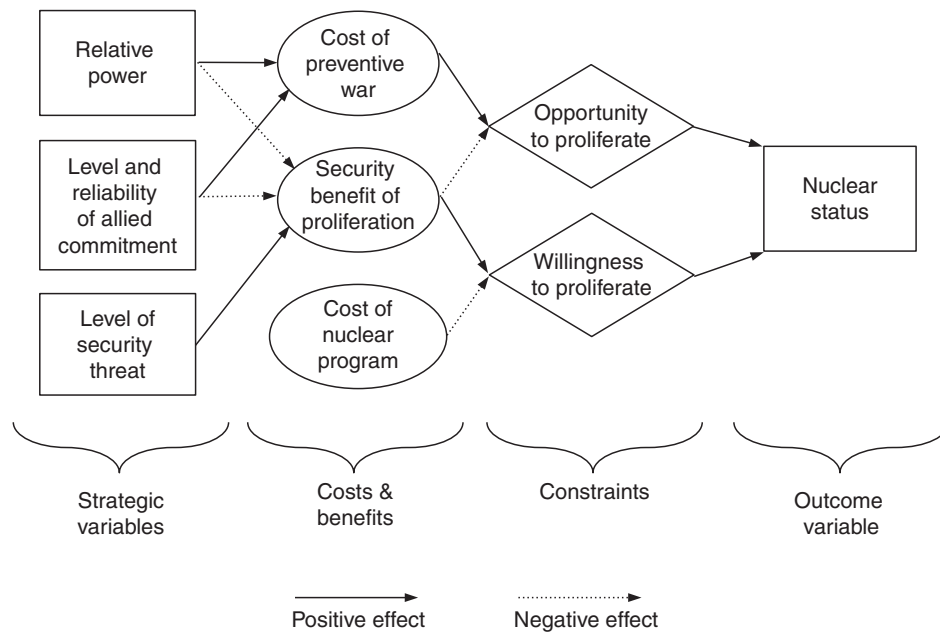 Relative
power
Level and
reliability
of allied
commitment
Level of
security
threat
Cost of
preventive
war
Security
benefit of
proliferation
Cost of
nuclear
program
Opportunity
to proliferate
Willingness
to proliferate
Nuclear
status
Strategic
variables
Costs &
benefits
Constraints
Outcome
variable
Positive effect
Negative effect